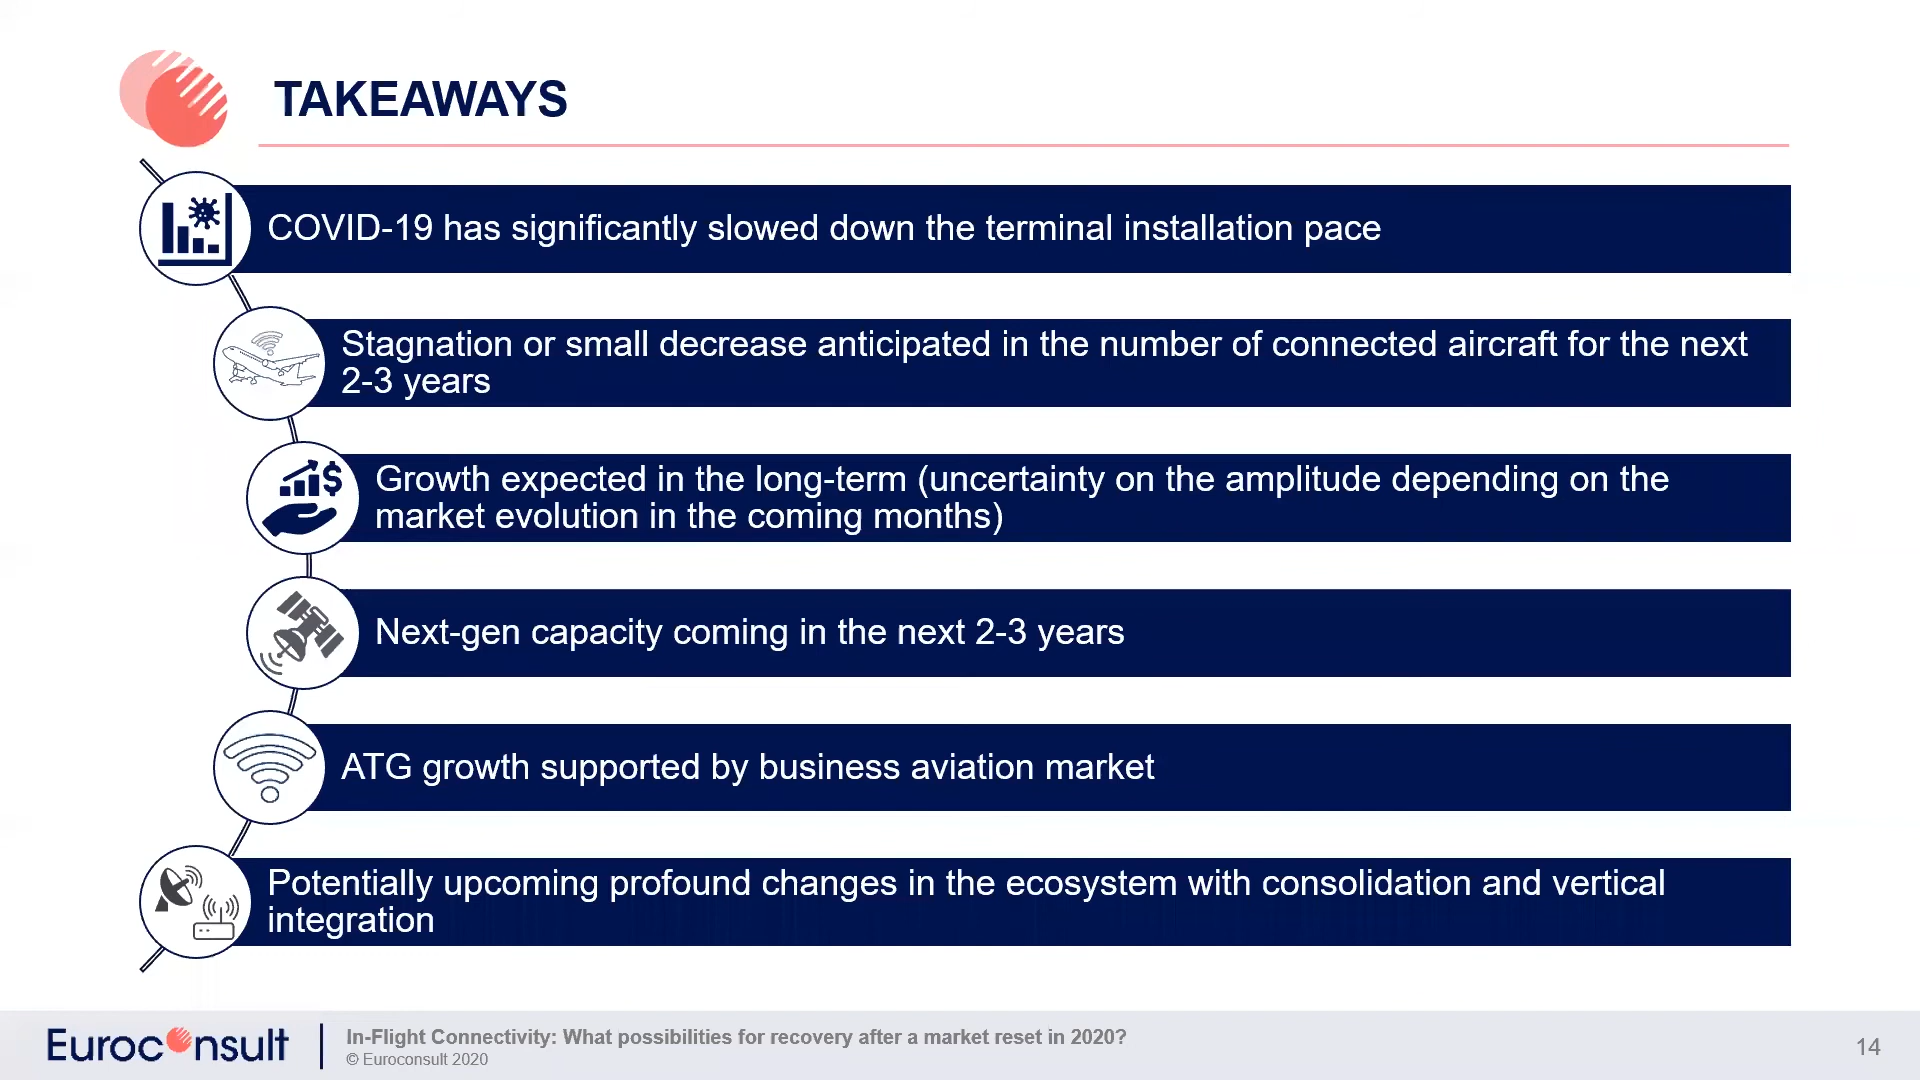 TAKEAWAYS
COVID-19 has significantly slowed down the terminal installation pace
Stagnation or small decrease anticipated in the number of connected aircraft for the next
2-3 years
Growth expected in the long-term (uncertainty on the amplitude depending on the
market evolution in the coming months)
Next-gen capacity coming in the next 2-3 years
ATG growth supported by business aviation market
Potentially upcoming profound changes in the ecosystem with consolidation and vertical
integration
Euroconsult
In-Flight Connectivity: What possibilities for recovery after a market reset in 2020?
© Euroconsult 2020
14